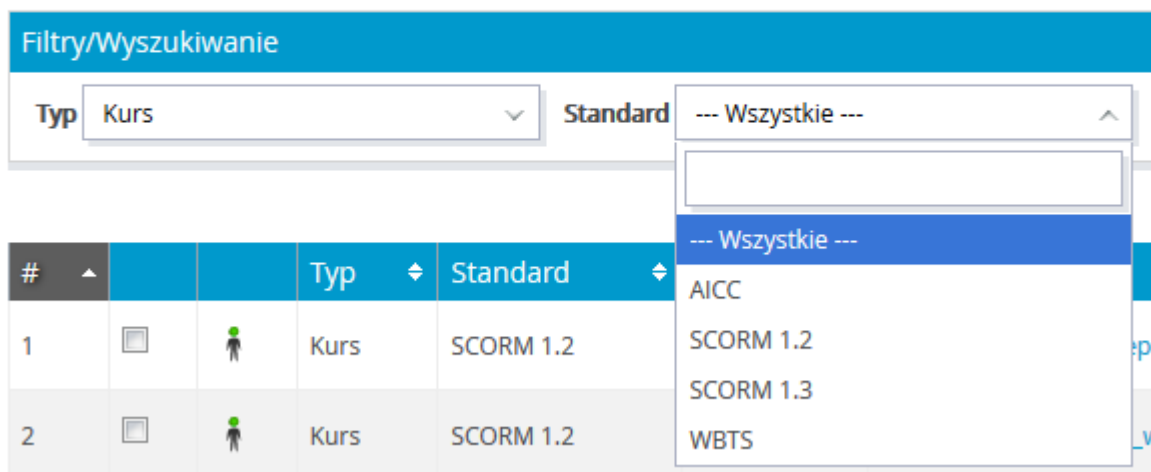 Filtry/Wyszukiwanie
Typ Kurs Standard --- Wszystkie ---
--- Wszystkie ---
AICC
SCORM 1.2
SCORM 1.3
WBTS
# Typ Standard
1 Kurs SCORM 1.2
2 Kurs SCORM 1.2